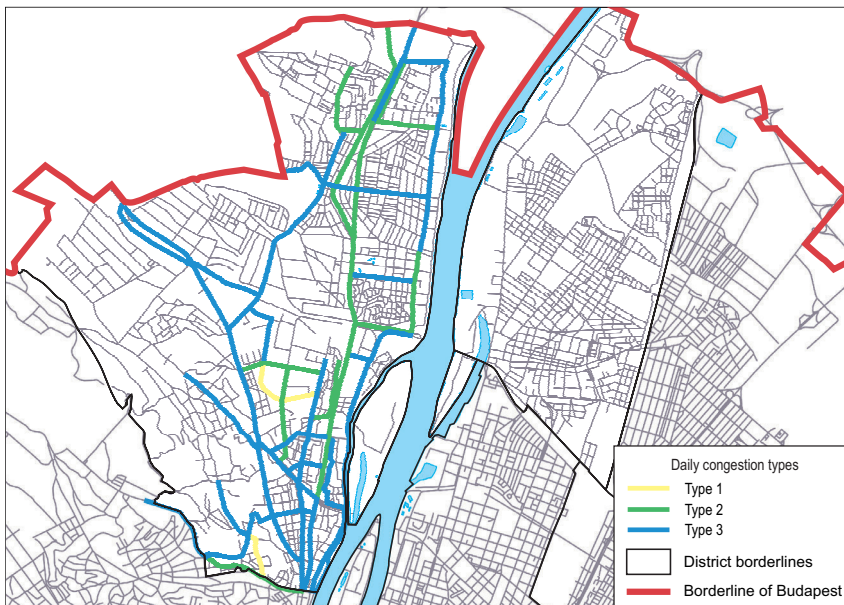 Daily congestion types
Type 1
Type 2
Type 3
District borderlines
Borderline of Budapest